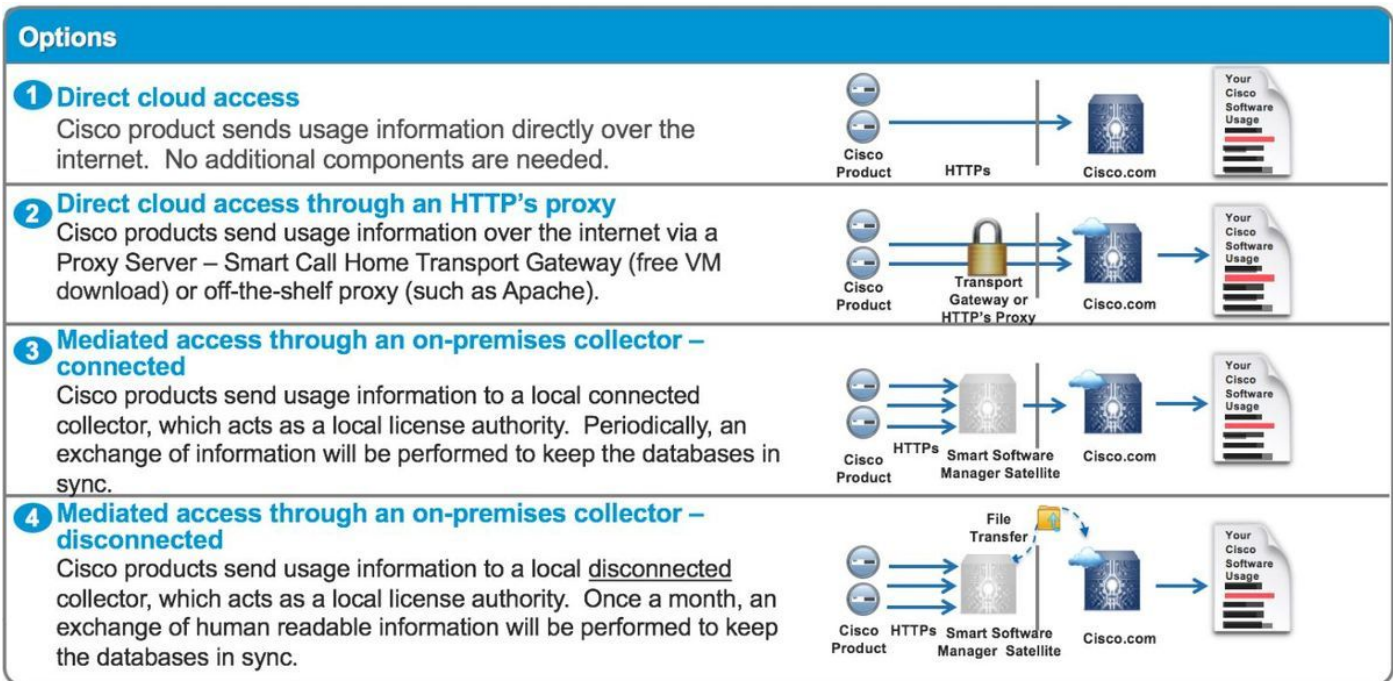 Options
1 Direct cloud access
Cisco product sends usage information directly over the
internet.  No additional components are needed.
Cisco
Product
HTTPs
Cisco.com
Your
Cisco
Software
Usage
2 Direct cloud access through an HTTP's proxy
Cisco products send usage information over the internet via a
Proxy Server – Smart Call Home Transport Gateway (free VM
download) or off-the-shelf proxy (such as Apache).
Cisco
Product
Transport
Gateway or
HTTP's Proxy
Cisco.com
Your
Cisco
Software
Usage
3 Mediated access through an on-premises collector –
connected
Cisco products send usage information to a local connected
collector, which acts as a local license authority.  Periodically, an
exchange of information will be performed to keep the databases in
sync.
Cisco
Product
HTTPs
Smart Software
Manager Satellite
Cisco.com
Your
Cisco
Software
Usage
4 Mediated access through an on-premises collector –
disconnected
Cisco products send usage information to a local disconnected
collector, which acts as a local license authority.  Once a month, an
exchange of human readable information will be performed to keep
the databases in sync.
File
Transfer
Cisco
Product
HTTPs
Smart Software
Manager  Satellite
Cisco.com
Your
Cisco
Software
Usage